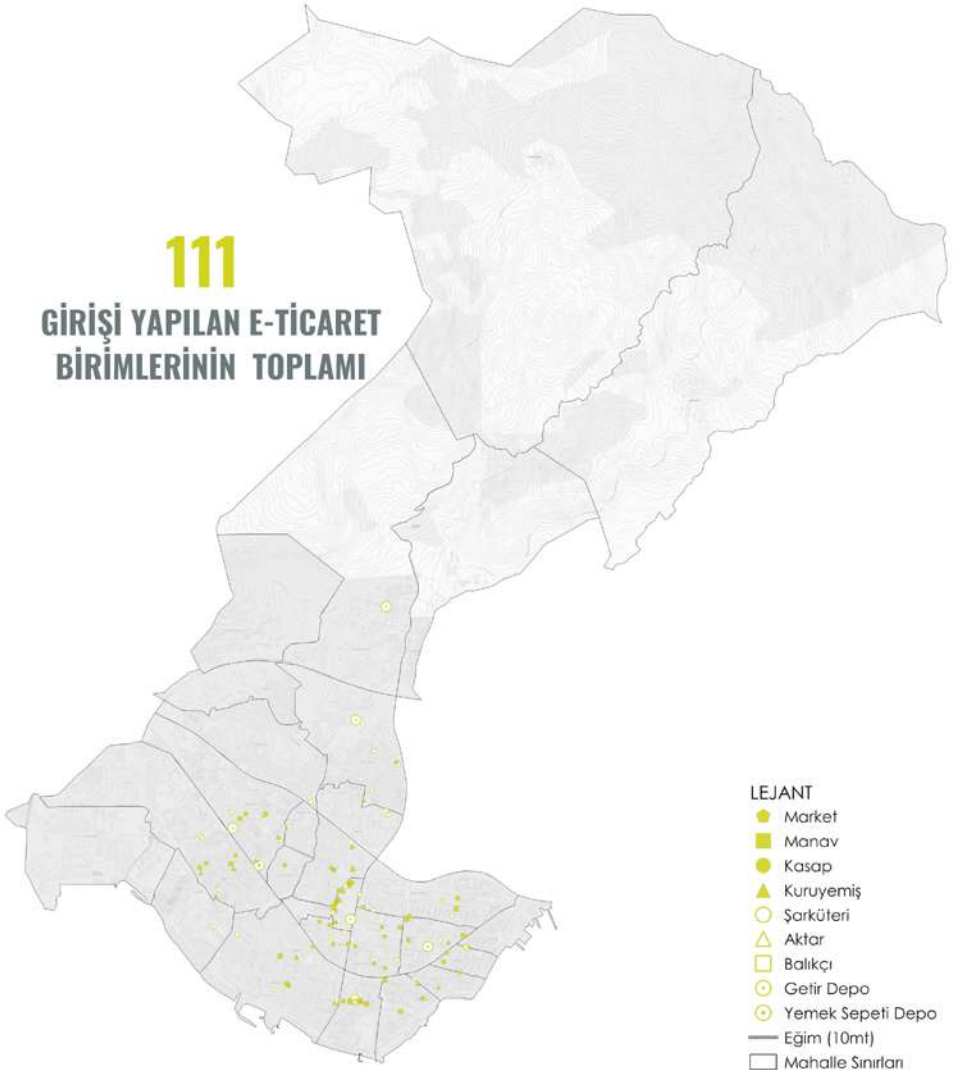 111
GİRİŞİ YAPILAN E-TİCARET
BİRİMLERİNİN TOPLAMI
LEJANT
Market
Manav
Kasap
Kuruyemiş
Şarküteri
Aktar
Balıkçı
Getir Depo
Yemek Sepeti Depo
Eğim (10mt)
Mahalle Sınırları